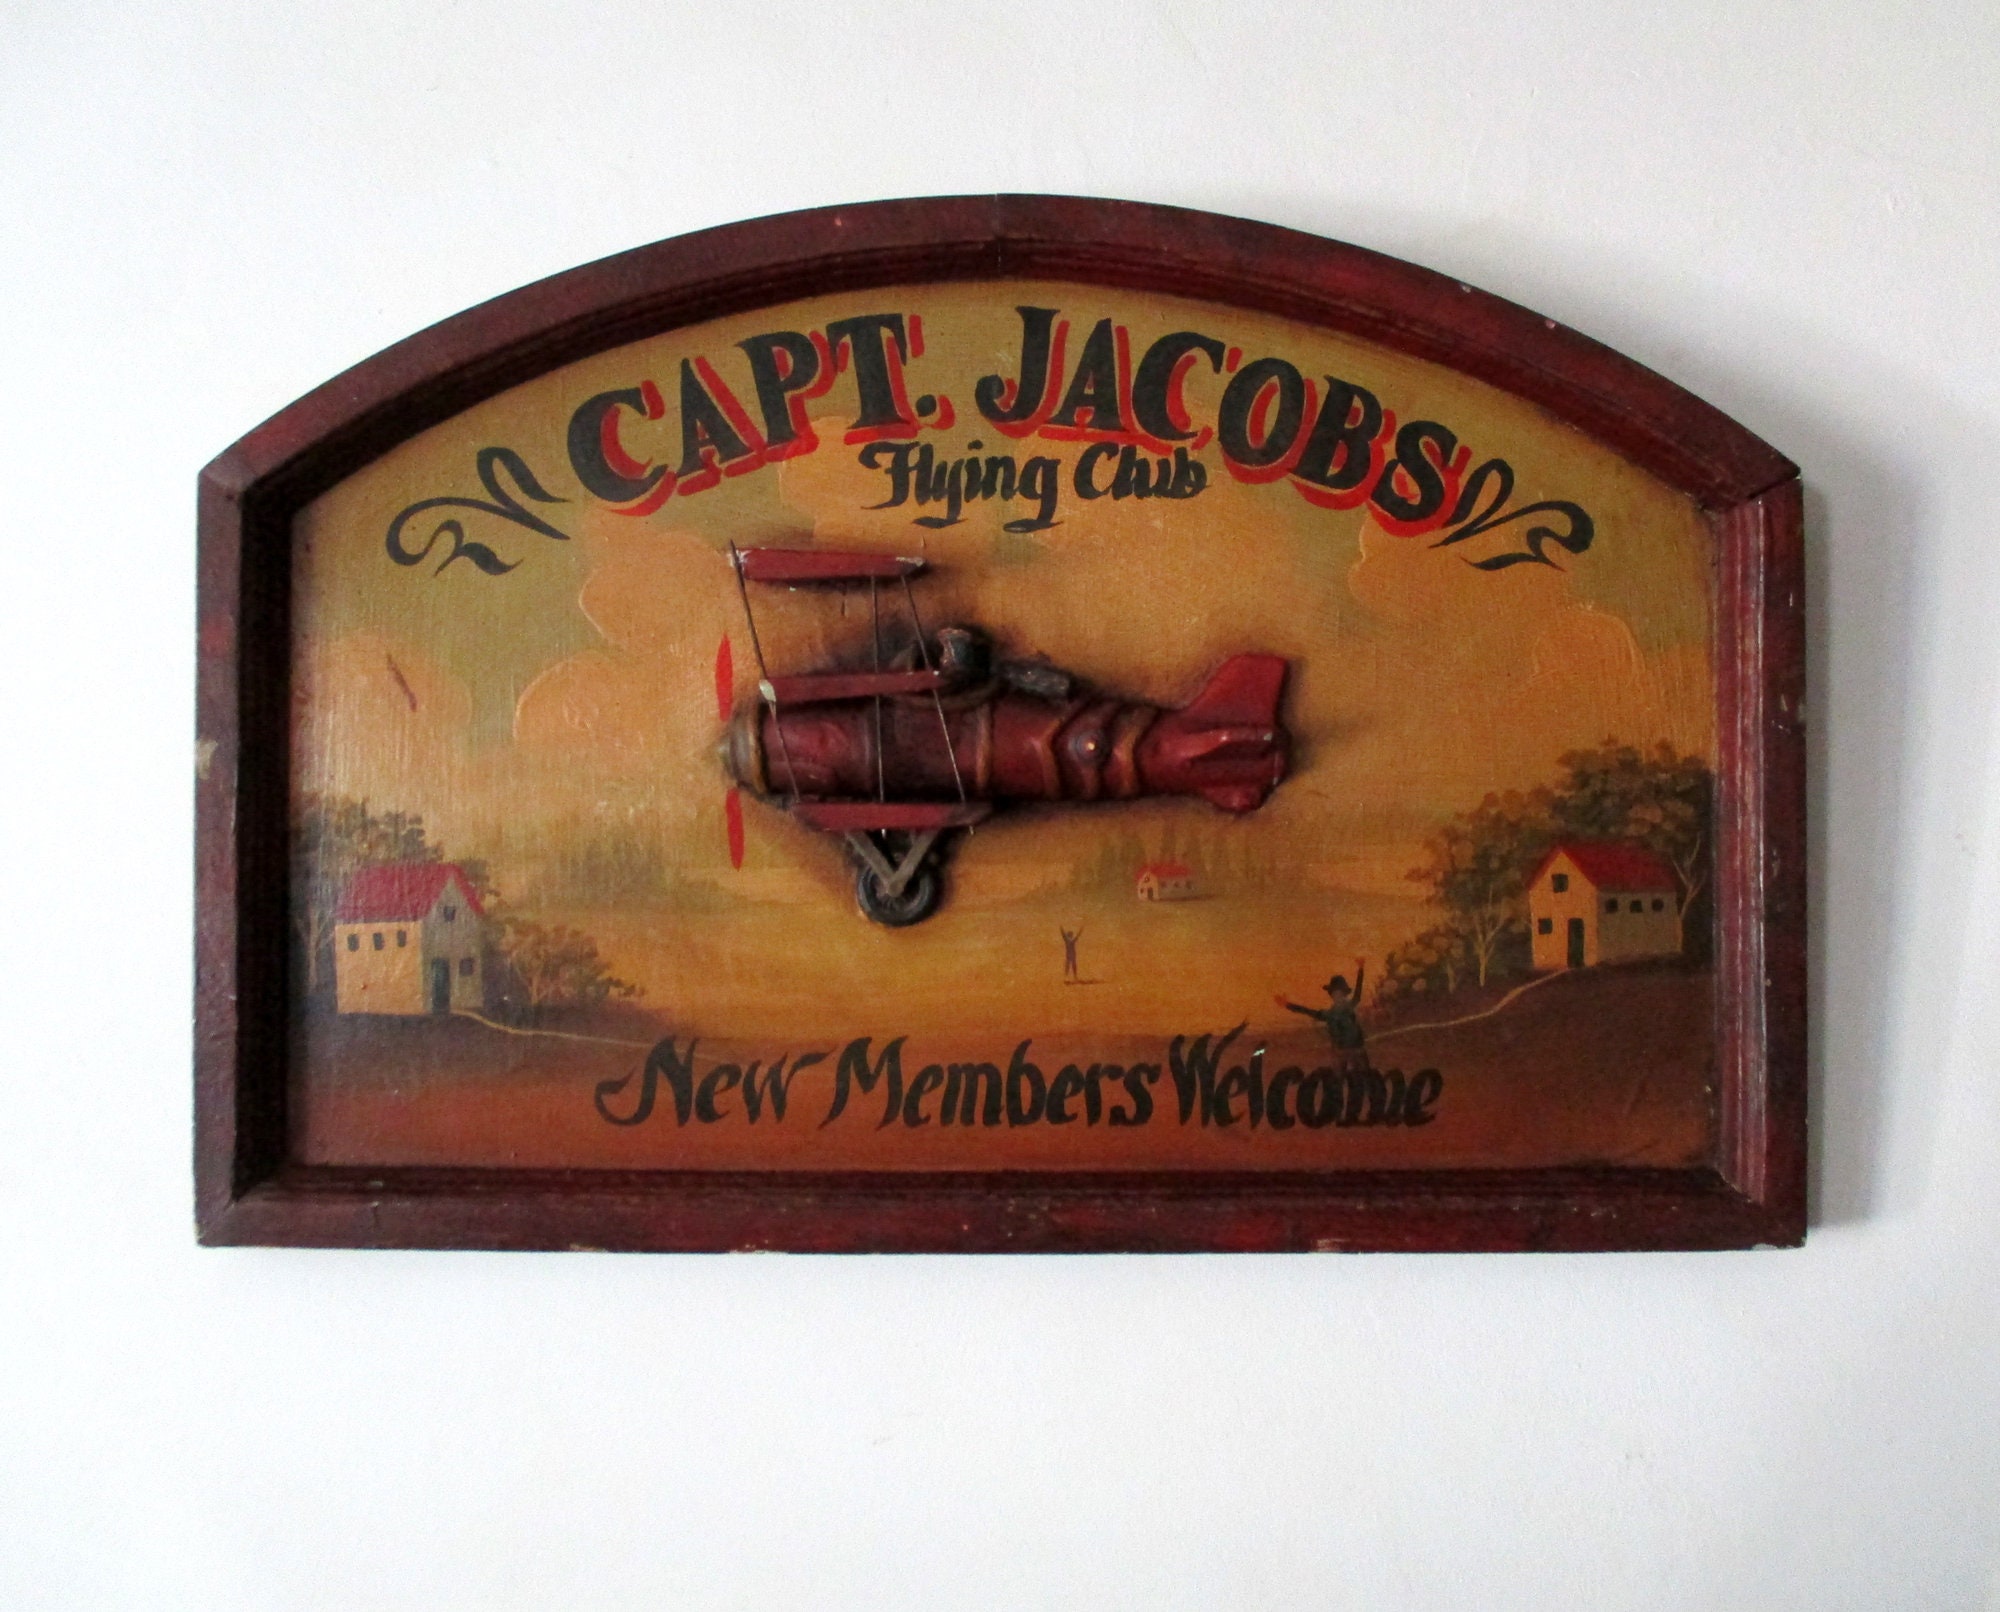 CAPT. JACOBS
Flying Club
New Members Welcome